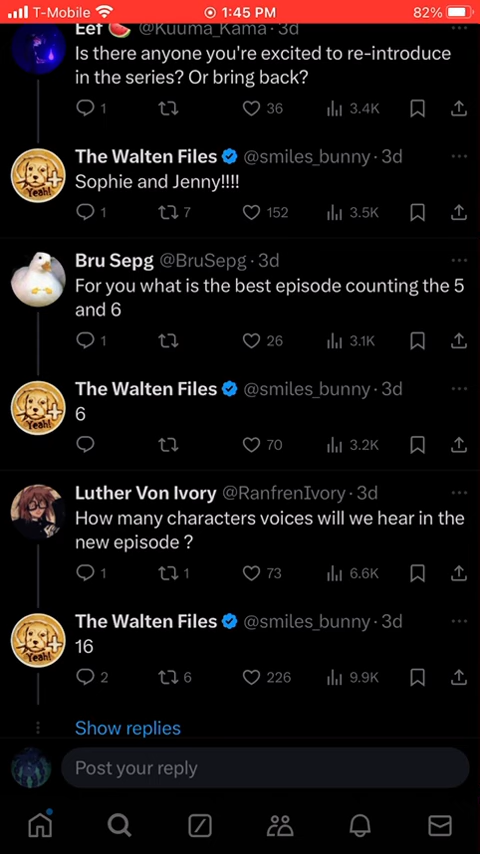 T-Mobile 1:45 PM 82%
Eef @Kuuma_Kama · 3d
Is there anyone you're excited to re-introduce
in the series? Or bring back?
1 36 3.4K
The Walten Files @smiles_bunny · 3d
Sophie and Jenny!!!!
1 7 152 3.5K
Bru Sepg @BruSepg · 3d
For you what is the best episode counting the 5
and 6
1 26 3.1K
The Walten Files @smiles_bunny · 3d
6
70 3.2K
Luther Von Ivory @RanfrenIvory · 3d
How many characters voices will we hear in the
new episode ?
1 1 73 6.6K
The Walten Files @smiles_bunny · 3d
16
2 6 226 9.9K
Show replies
Post your reply
Yeah!
Yeah!
Yeah!